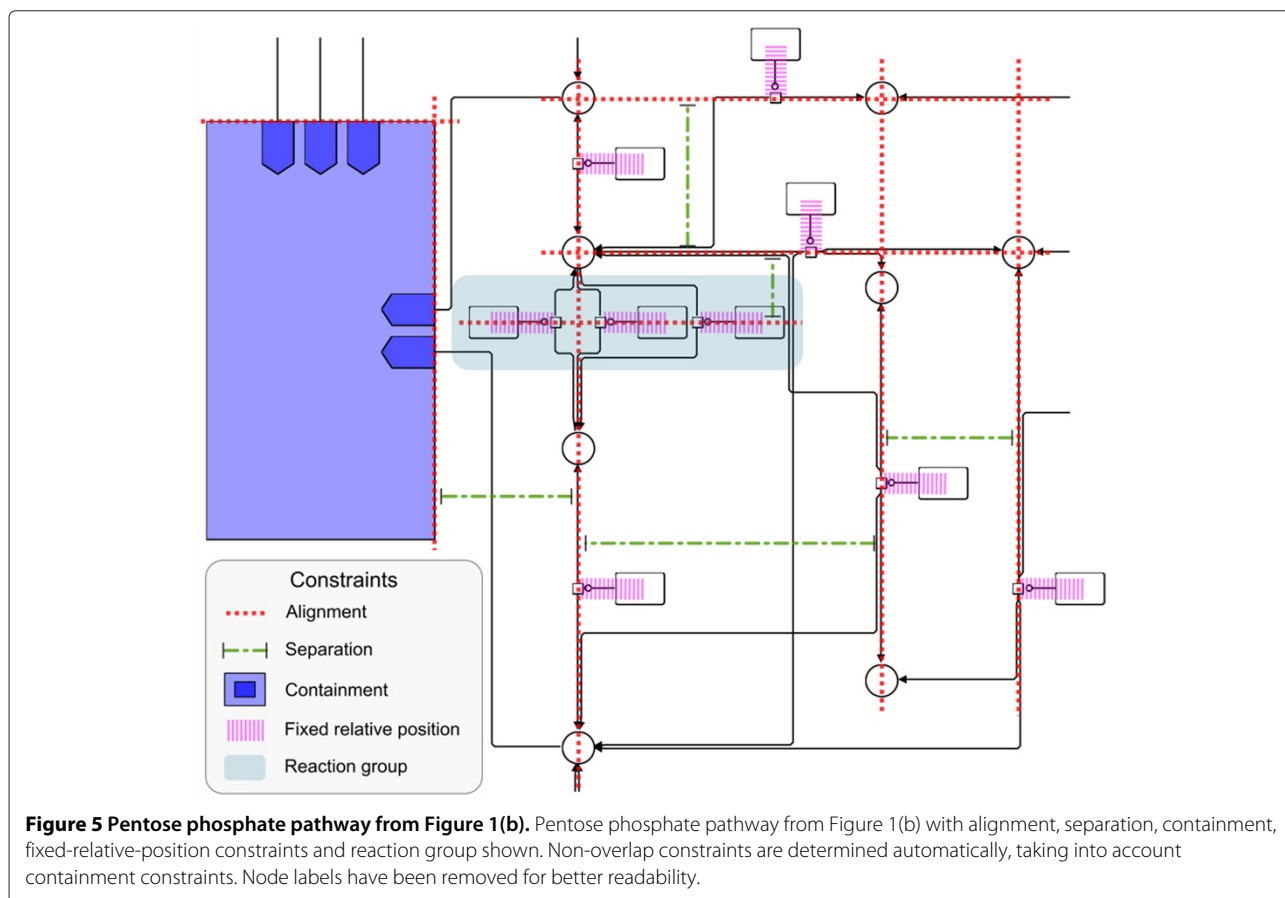 Constraints
Alignment
Separation
Containment
Fixed relative position
Reaction group
Figure 5 Pentose phosphate pathway from Figure 1(b). Pentose phosphate pathway from Figure 1(b) with alignment, separation, containment,
fixed-relative-position constraints and reaction group shown. Non-overlap constraints are determined automatically, taking into account
containment constraints. Node labels have been removed for better readability.